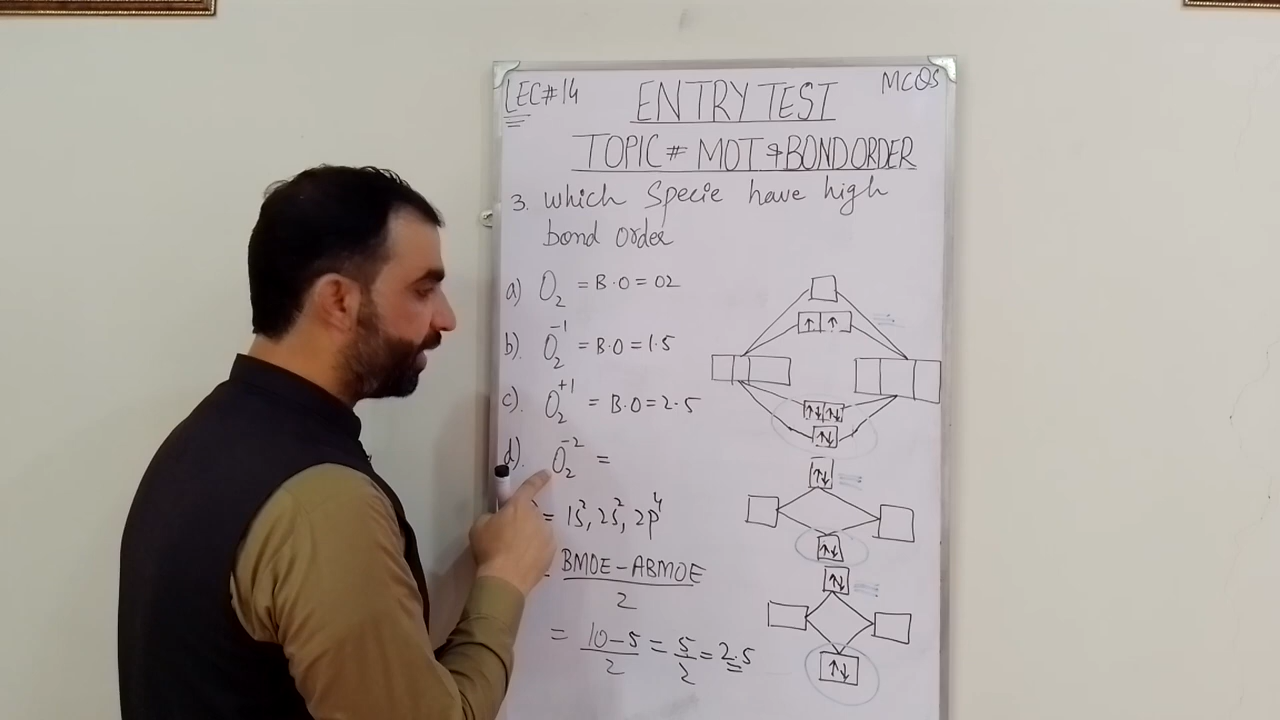 LEC#14 ENTRY TEST MCQS
TOPIC # MOT & BOND ORDER
3. Which Specie have high
bond order
a) O₂ = B.O = 02
b). O₂⁻¹ = B.O = 1.5
c). O₂⁺¹ = B.O = 2.5
d). O₂⁻² =
= 1S², 2S², 2P⁴
BMOE - ABMOE
2
= 10-5 = 5 = 2.5
2 2